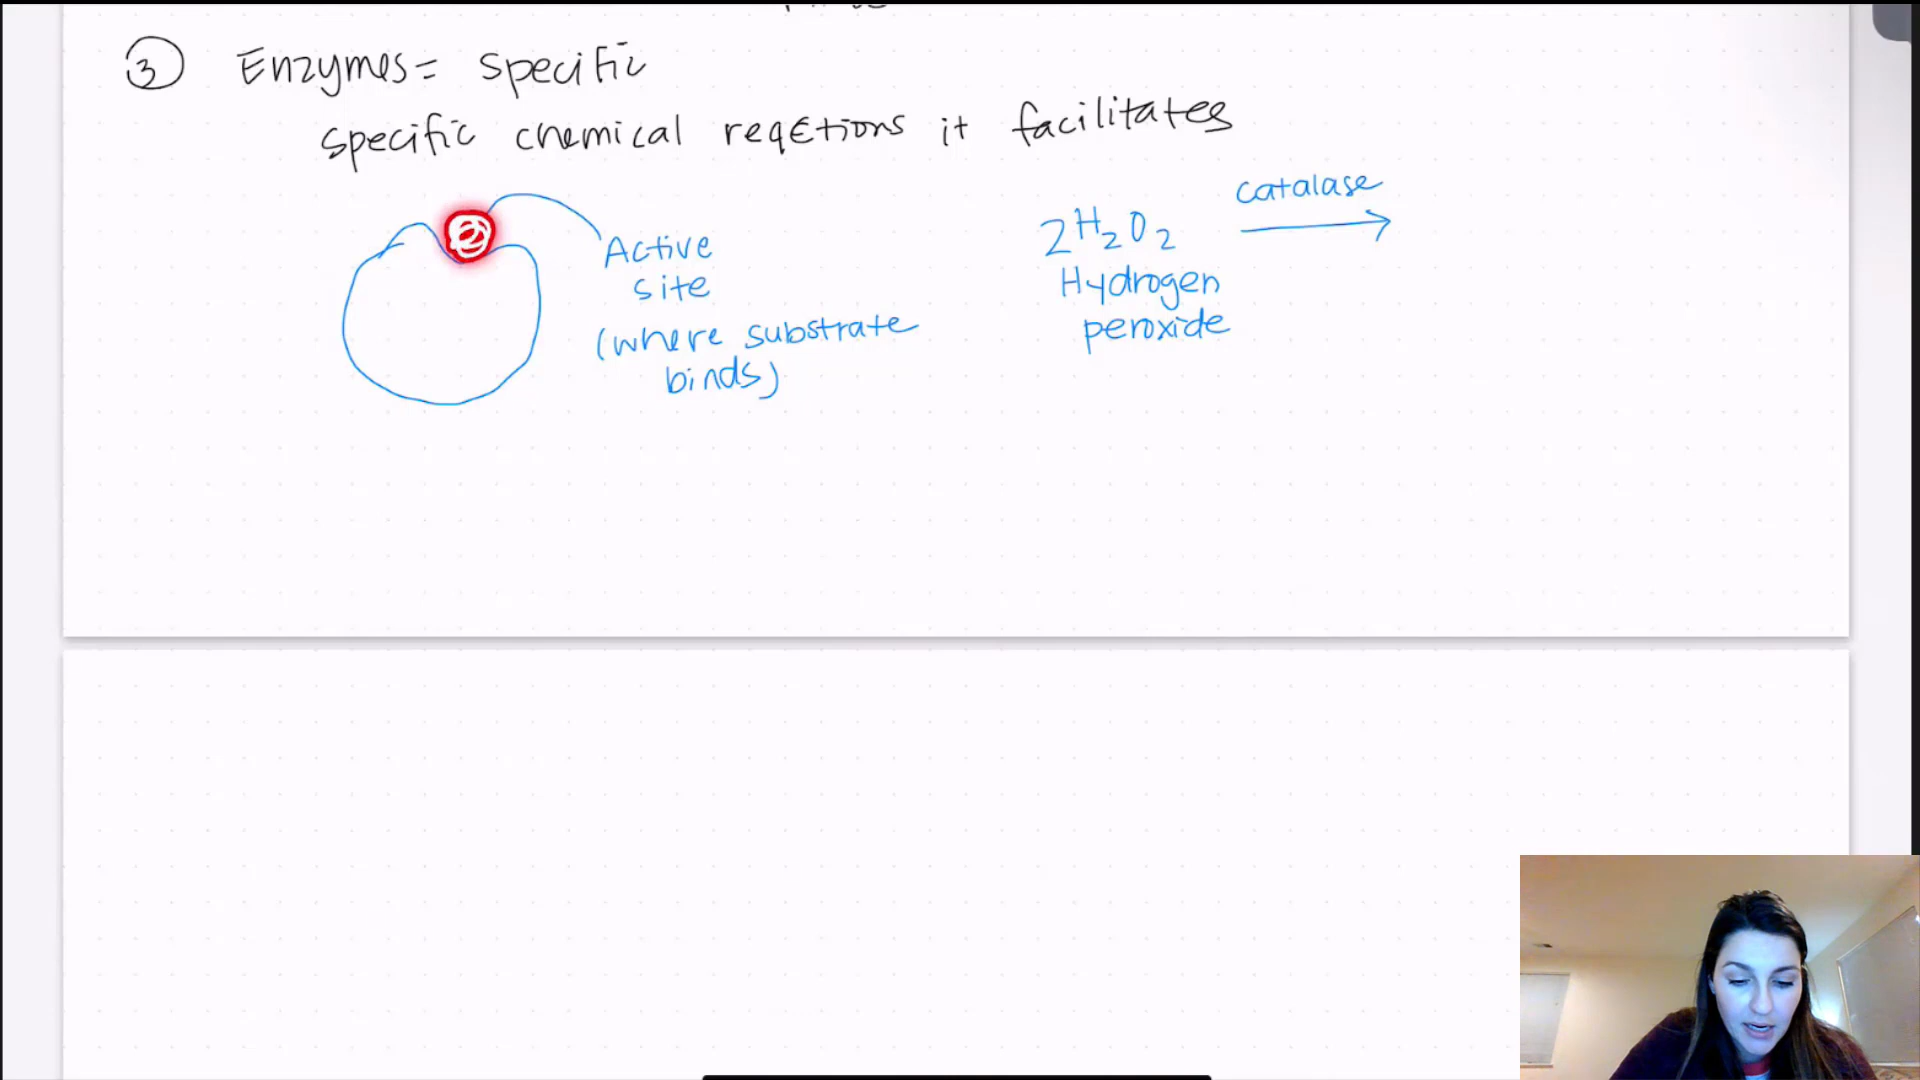 ③ Enzymes = specific
specific chemical reactions it facilitates
catalase
2H₂O₂ →
Active
site
(where substrate
binds)
Hydrogen
peroxide